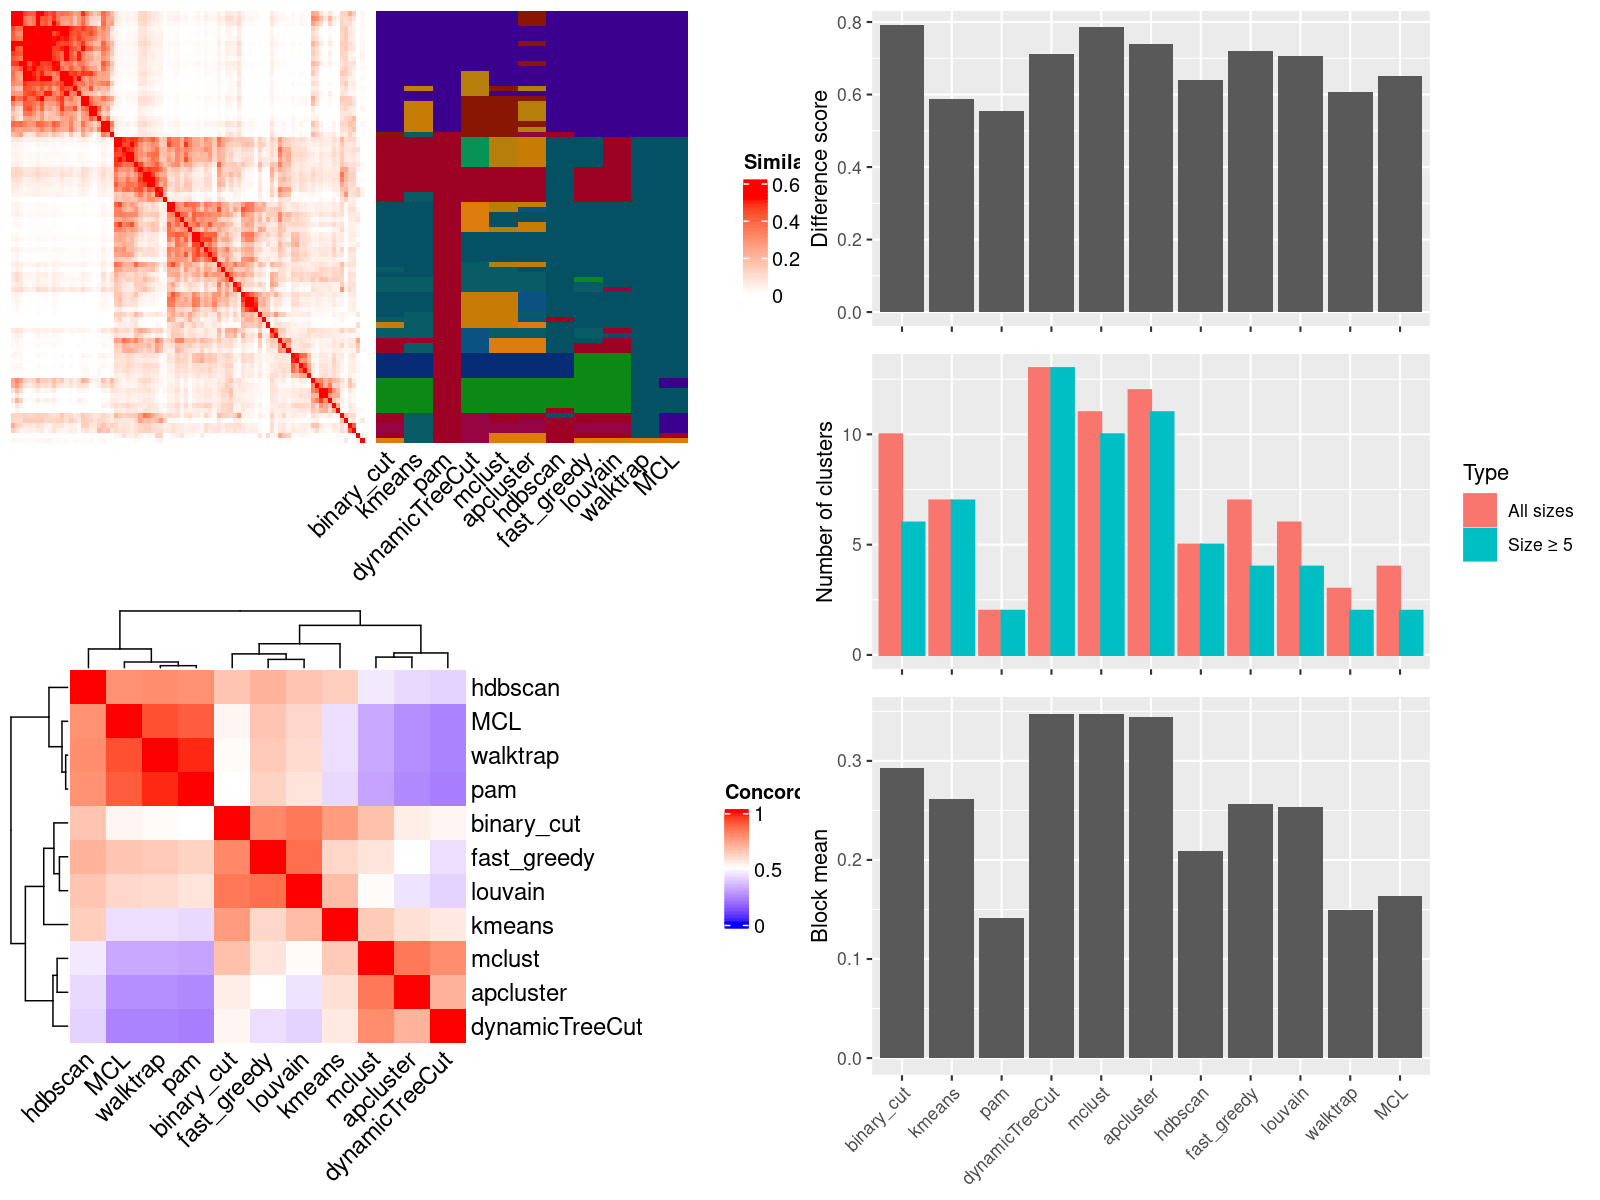 Simila
0.6
0.4
0.2
0
binary_cut
kmeans
pam
dynamicTreeCut
mclust
apcluster
hdbscan
fast_greedy
louvain
walktrap
MCL
hdbscan
MCL
walktrap
pam
binary_cut
fast_greedy
louvain
kmeans
mclust
apcluster
dynamicTreeCut
Concord
1
0.5
0
hdbscan
MCL
walktrap
pam
binary_cut
fast_greedy
louvain
kmeans
mclust
apcluster
dynamicTreeCut
Difference score
0.8
0.6
0.4
0.2
0.0
Number of clusters
10
5
0
Type
All sizes
Size ≥ 5
Block mean
0.3
0.2
0.1
0.0
binary_cut
kmeans
pam
dynamicTreeCut
mclust
apcluster
hdbscan
fast_greedy
louvain
walktrap
MCL